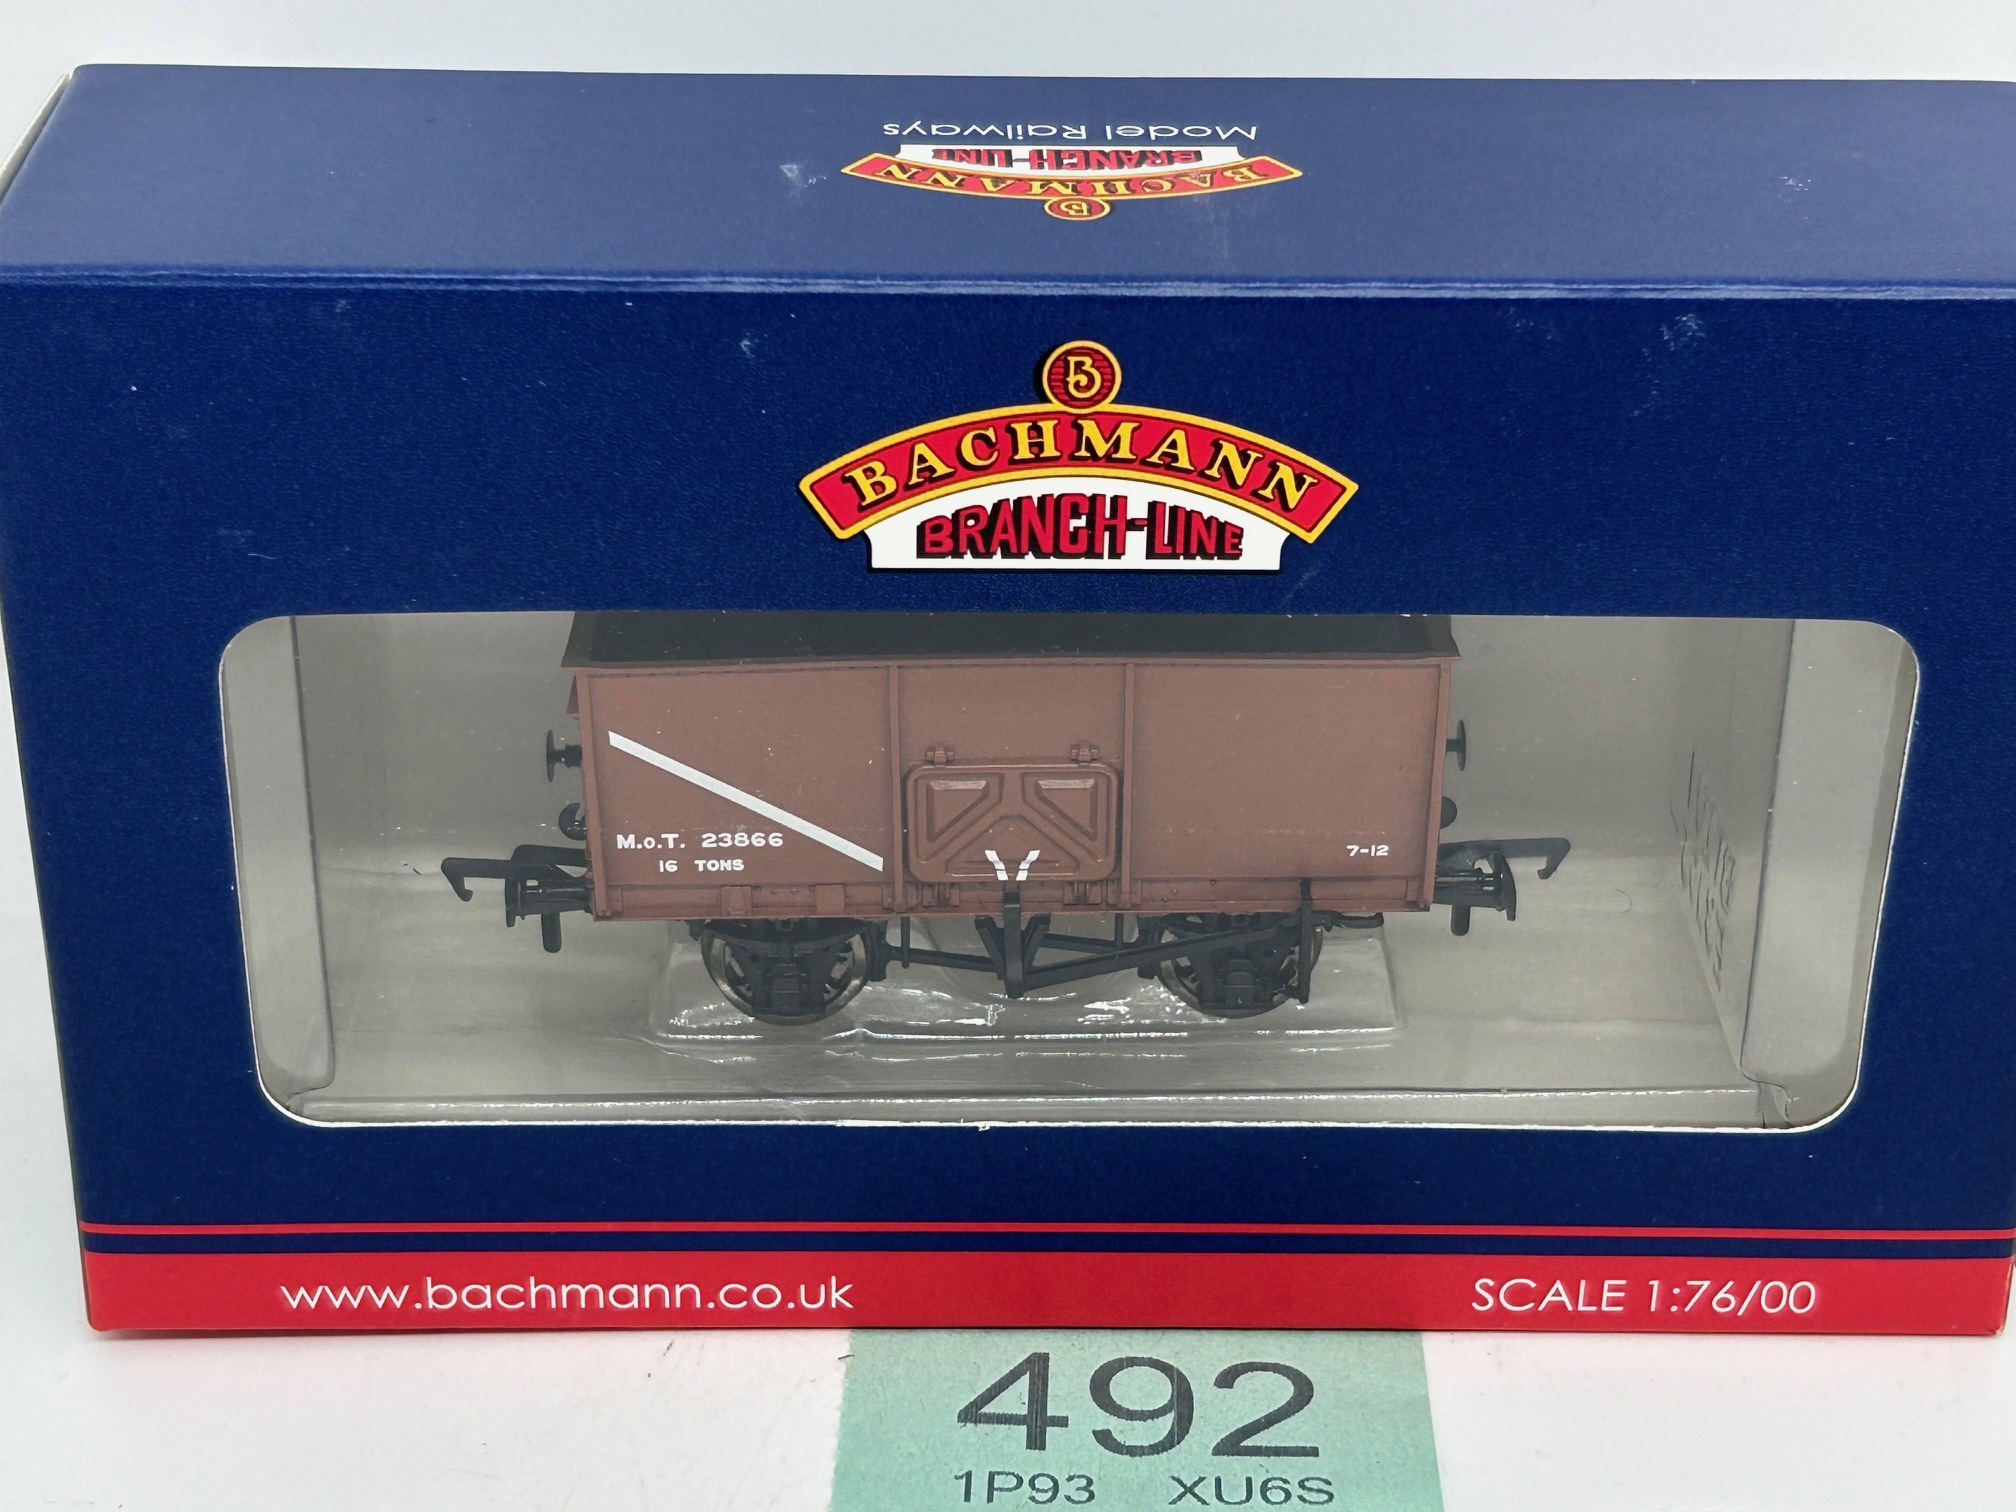 Model Railways
BRANCH-LINE
BACHMANN
B
B
BACHMANN
BRANCH-LINE
M.o.T. 23866
16 TONS
7-12
www.bachmann.co.uk
SCALE 1:76/00
492
1P93 XU6S